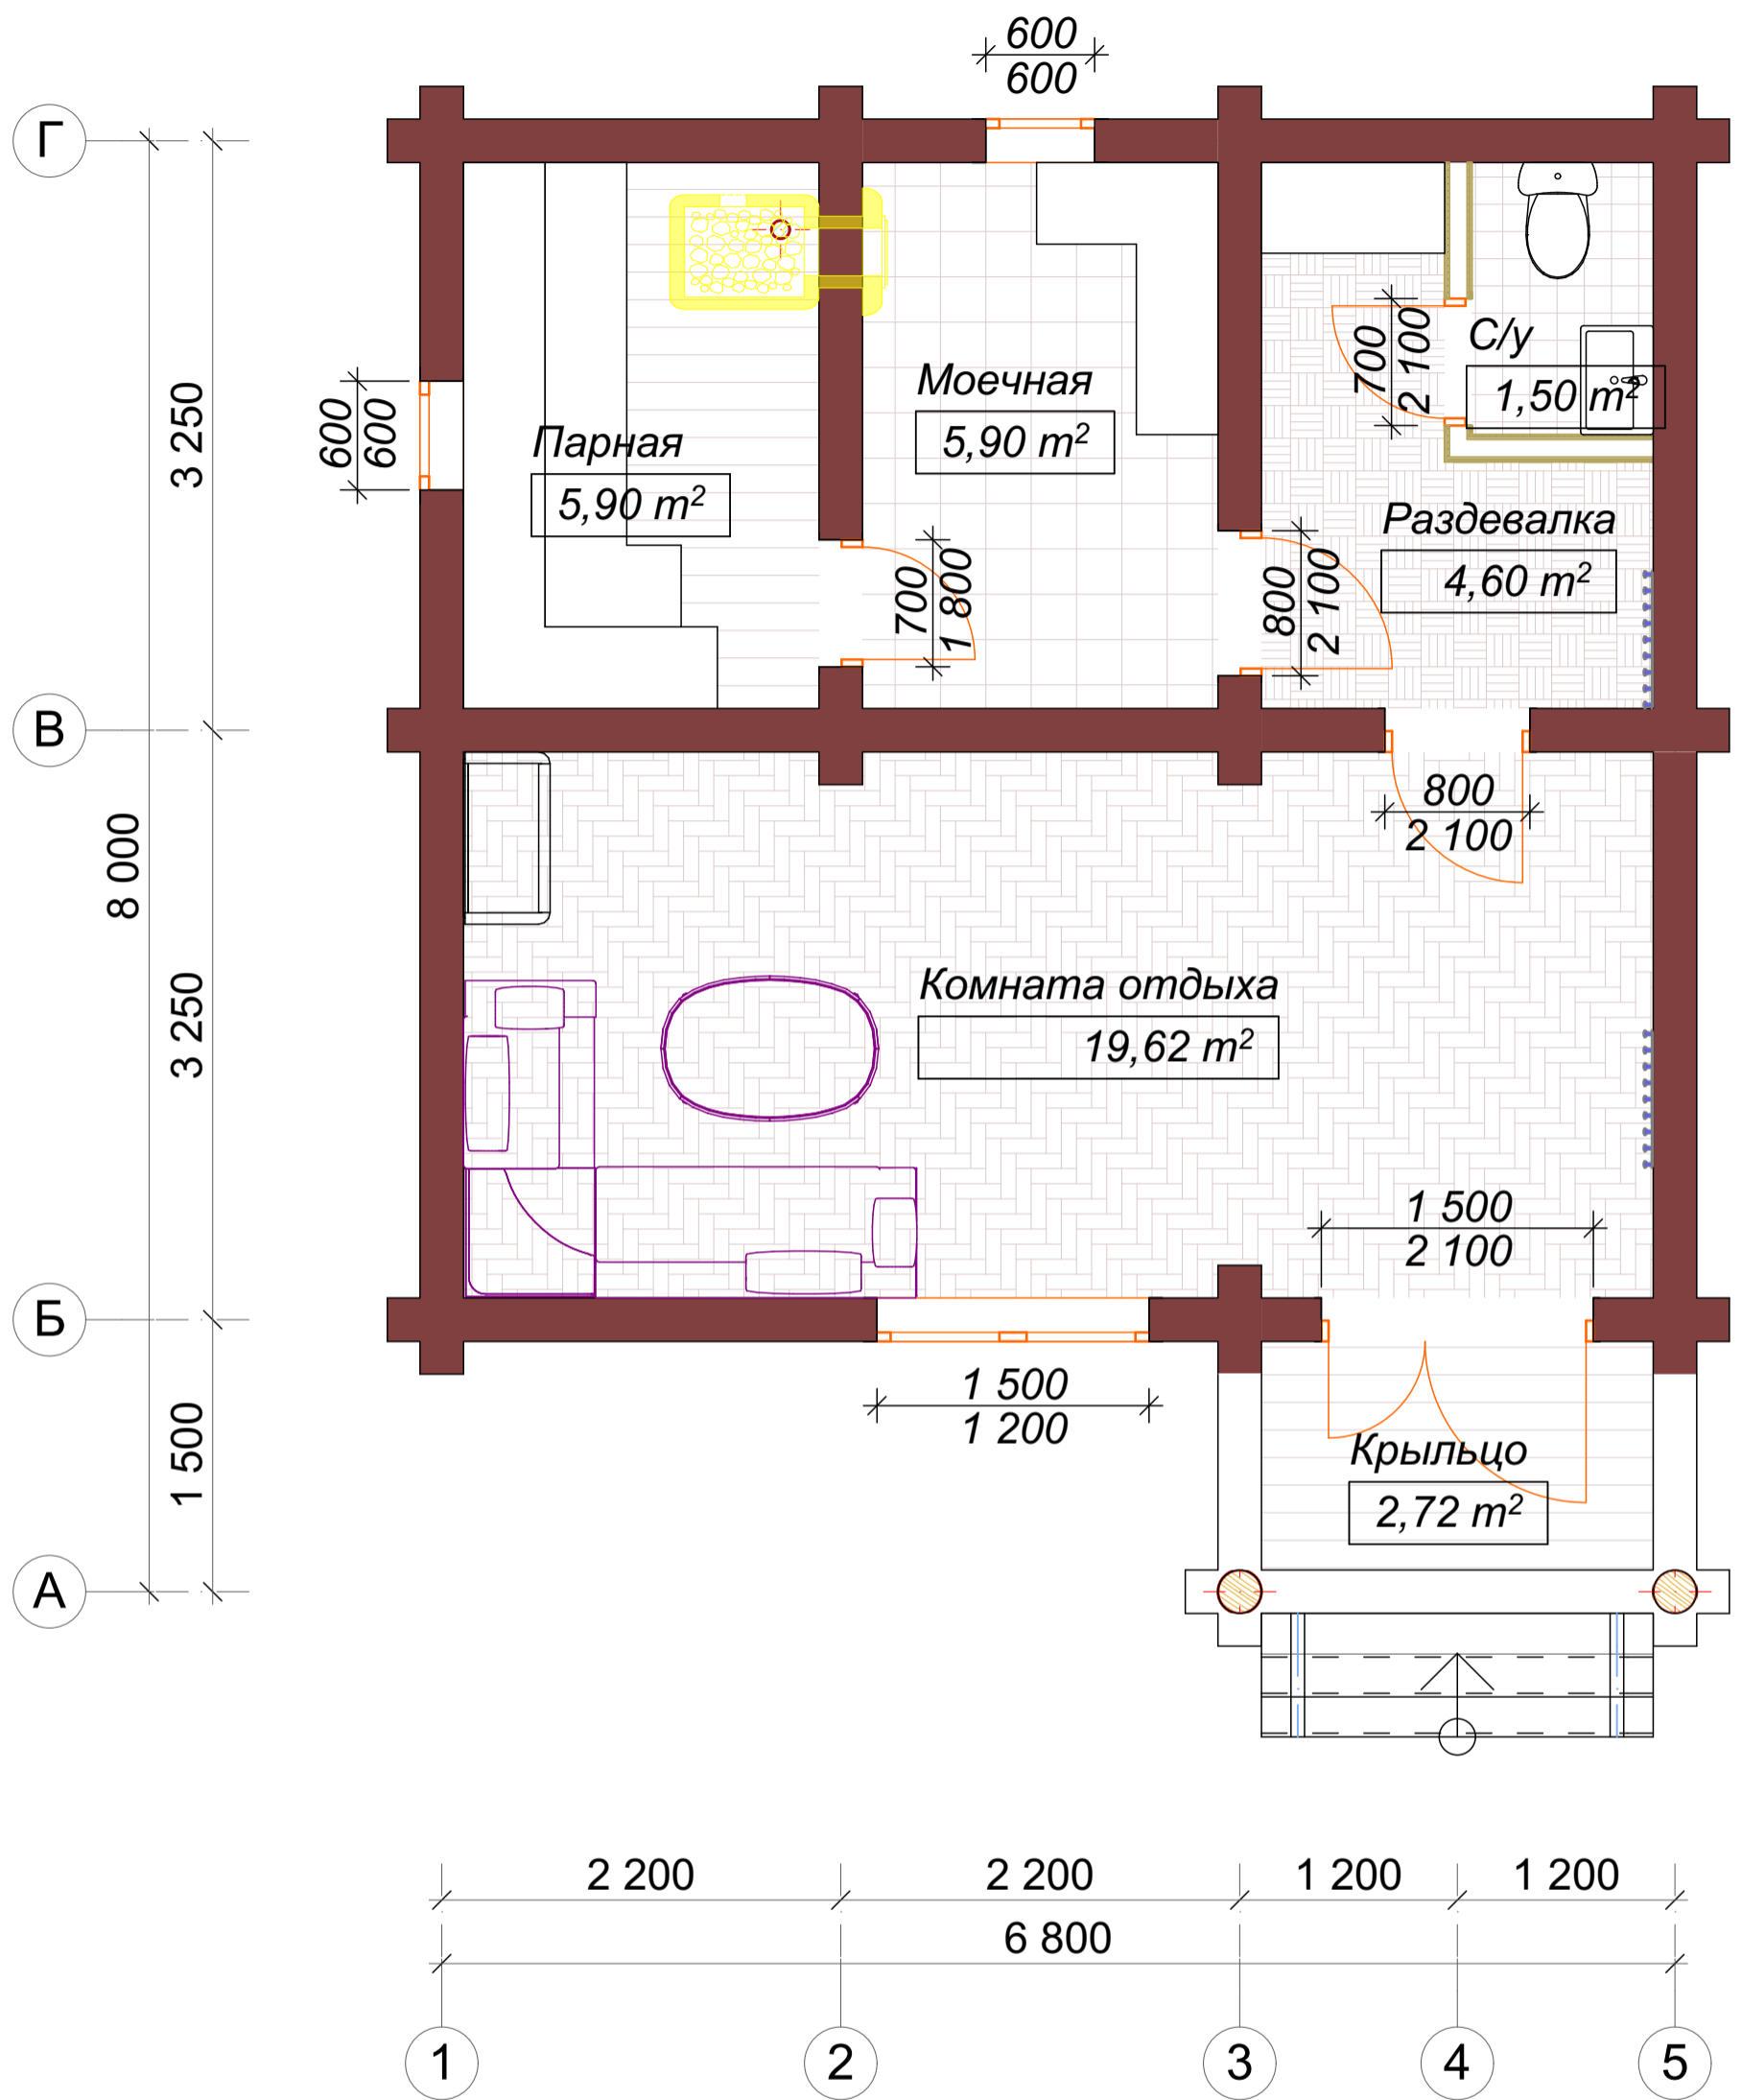 600
600
Г
3 250
600
600
Парная
5,90 m²
Моечная
5,90 m²
700
2 100
С/у
1,50 m²
Раздевалка
4,60 m²
700
1 800
800
2 100
В
8 000
800
2 100
3 250
Комната отдыха
19,62 m²
1 500
2 100
Б
1 500
1 200
1 500
Крыльцо
2,72 m²
А
2 200
2 200
1 200
1 200
6 800
1
2
3
4
5